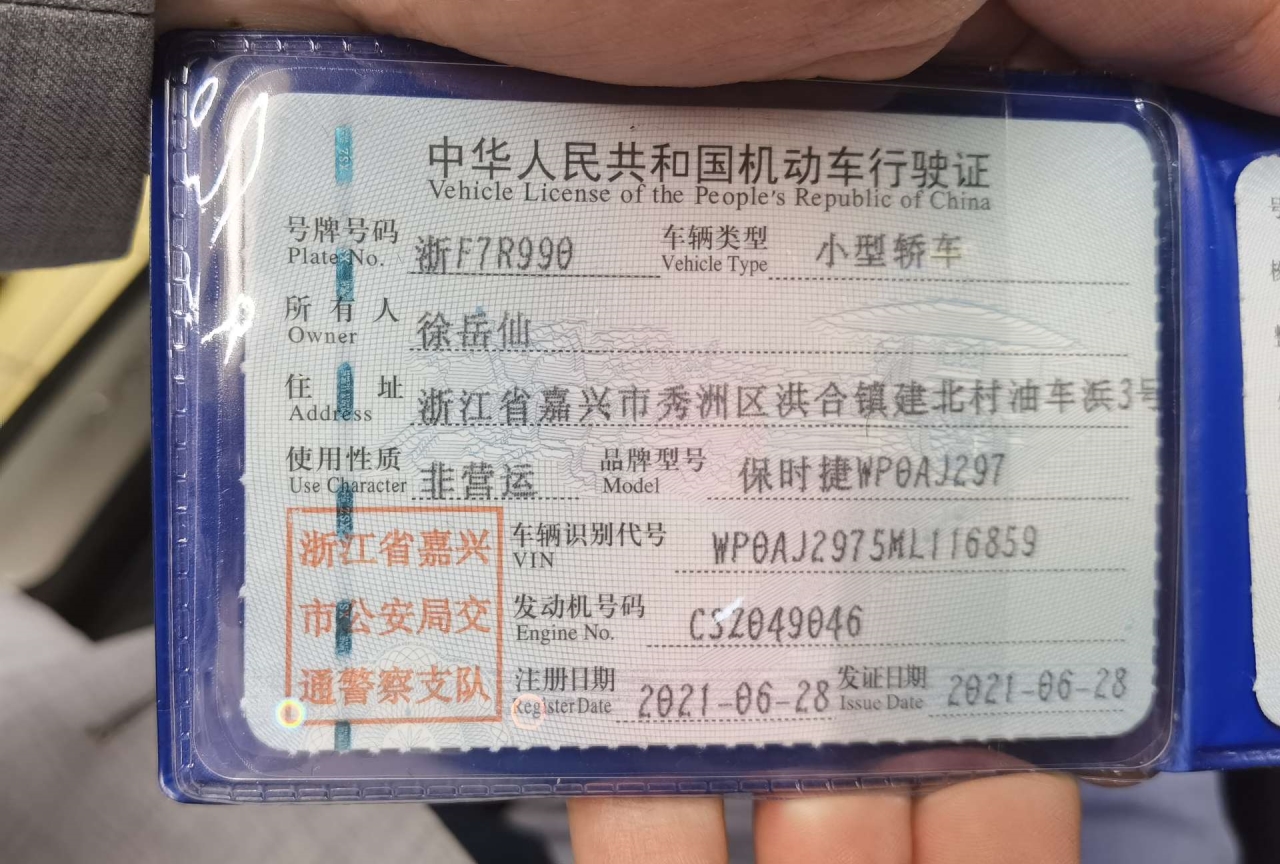 中华人民共和国机动车行驶证
Vehicle License of the People's Republic of China
号牌号码 浙F7R990 车辆类型 小型轿车
Plate No. Vehicle Type
所有人 徐岳仙
Owner
住址 浙江省嘉兴市秀洲区洪合镇建北村油车浜3号
Address
使用性质 非营运 品牌型号 保时捷WP0AJ297
Use Character Model
浙江省嘉兴
市公安局交
通警察支队
车辆识别代号 WP0AJ2975ML116859
VIN
发动机号码 CSZ049046
Engine No.
注册日期 2021-06-28 发证日期 2021-06-28
Register Date Issue Date